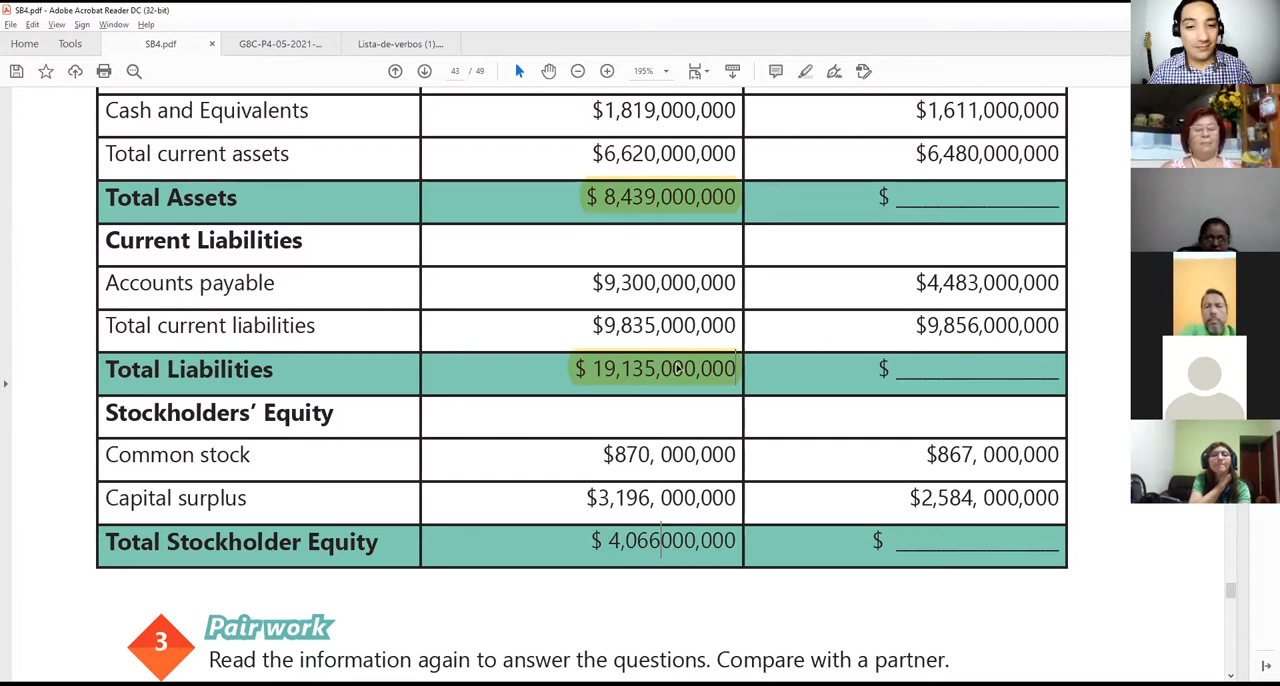 SB4.pdf - Adobe Acrobat Reader DC (32-bit)
File Edit View Sign Window Help
Home Tools SB4.pdf × G8C-P4-05-2021-... Lista-de-verbos (1)....
43 / 49 195%
Cash and Equivalents $1,819,000,000 $1,611,000,000
Total current assets $6,620,000,000 $6,480,000,000
Total Assets $ 8,439,000,000 $ _______________
Current Liabilities
Accounts payable $9,300,000,000 $4,483,000,000
Total current liabilities $9,835,000,000 $9,856,000,000
Total Liabilities $ 19,135,000,000 $ _______________
Stockholders’ Equity
Common stock $870, 000,000 $867, 000,000
Capital surplus $3,196, 000,000 $2,584, 000,000
Total Stockholder Equity $ 4,066000,000 $ _______________
3 Pair work
Read the information again to answer the questions. Compare with a partner.